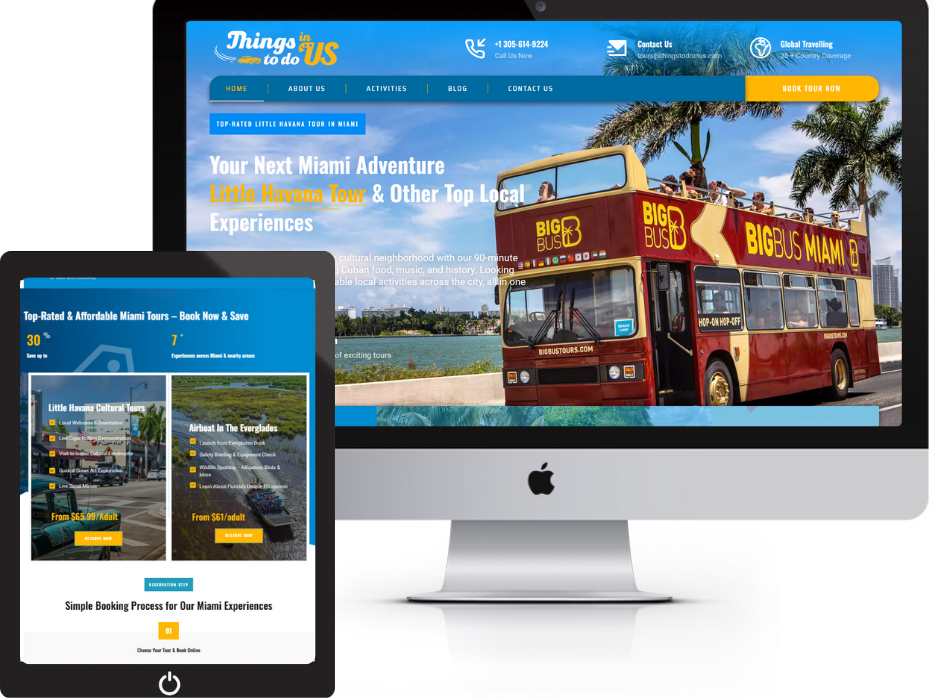 Things in
to do US
+1 305-614-9224
Call Us Now
Contact Us
tours@thingstodoinus.com
Global Travelling
20 + Country Coverage
HOME
ABOUT US
ACTIVITIES
BLOG
CONTACT US
BOOK TOUR NOW
TOP-RATED LITTLE HAVANA TOUR IN MIAMI
Your Next Miami Adventure
Little Havana Tour & Other Top Local
Experiences
cultural neighborhood with our 90-minute
Cuban food, music, and history. Looking
able local activities across the city, all in one
of exciting tours
BIG BUS
BIG BUS
BIGBUS MIAMI
HOP-ON HOP-OFF
BIGBUSTOURS.COM
Top-Rated & Affordable Miami Tours – Book Now & Save
30 %
Save up to
7 +
Experiences across Miami & nearby areas
Little Havana Cultural Tours
Local Welcome & Orientation
Live Cigar Rolling Demonstration
Visit to Iconic Cultural Landmarks
Guided Street Art Exploration
Live Salsa Music
From $65.99/Adult
RESERVE NOW
Airboat In The Everglades
Launch from Everglades Dock
Safety Briefing & Equipment Check
Wildlife Spotting – Alligators, Birds &
More
Learn About Florida's Unique Ecosystem
From $61/adult
RESERVE NOW
RESERVATION STEP
Simple Booking Process for Our Miami Experiences
01
Choose Your Tour & Book Online